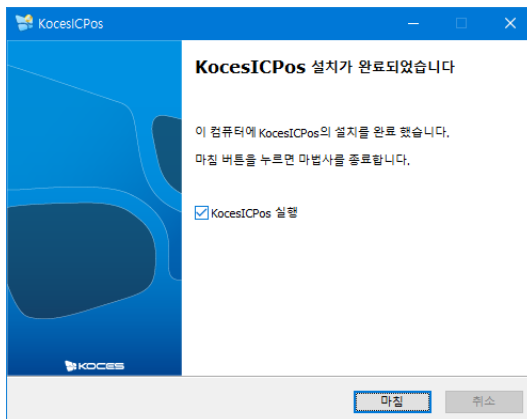 KocesICPos
KocesICPos 설치가 완료되었습니다
이 컴퓨터에 KocesICPos의 설치를 완료 했습니다.
마침 버튼을 누르면 마법사를 종료합니다.
KocesICPos 실행
KOCES
마침
취소